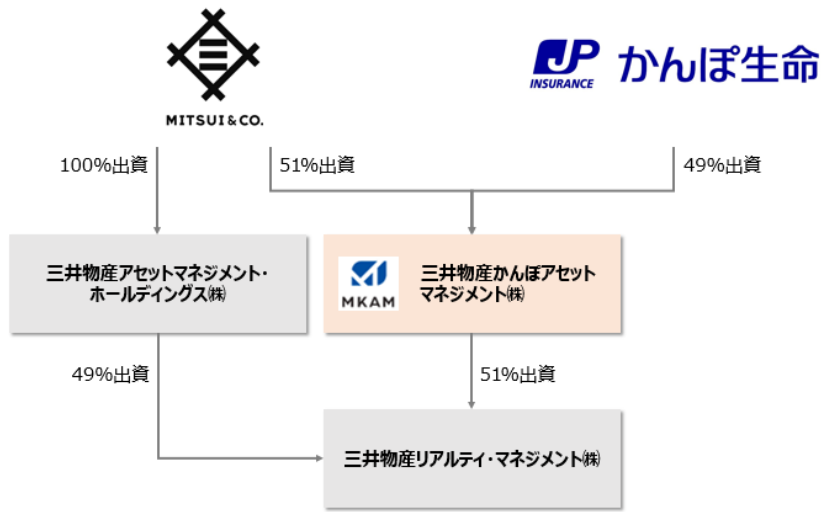 MITSUI & CO.
JP
INSURANCE
かんぽ生命
100%出資
51%出資
49%出資
三井物産アセットマネジメント・
ホールディングス㈱
MKAM
三井物産かんぽアセット
マネジメント㈱
49%出資
51%出資
三井物産リアルティ・マネジメント㈱